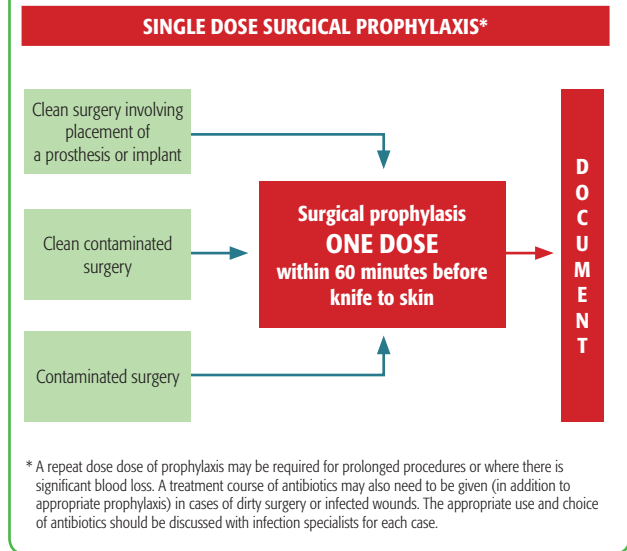 SINGLE DOSE SURGICAL PROPHYLAXIS*
Clean surgery involving
placement of
a prosthesis or implant
Clean contaminated
surgery
Contaminated surgery
Surgical prophylasis
ONE DOSE
within 60 minutes before
knife to skin
D
O
C
U
M
E
N
T
* A repeat dose dose of prophylaxis may be required for prolonged procedures or where there is
significant blood loss. A treatment course of antibiotics may also need to be given (in addition to
appropriate prophylaxis) in cases of dirty surgery or infected wounds. The appropriate use and choice
of antibiotics should be discussed with infection specialists for each case.